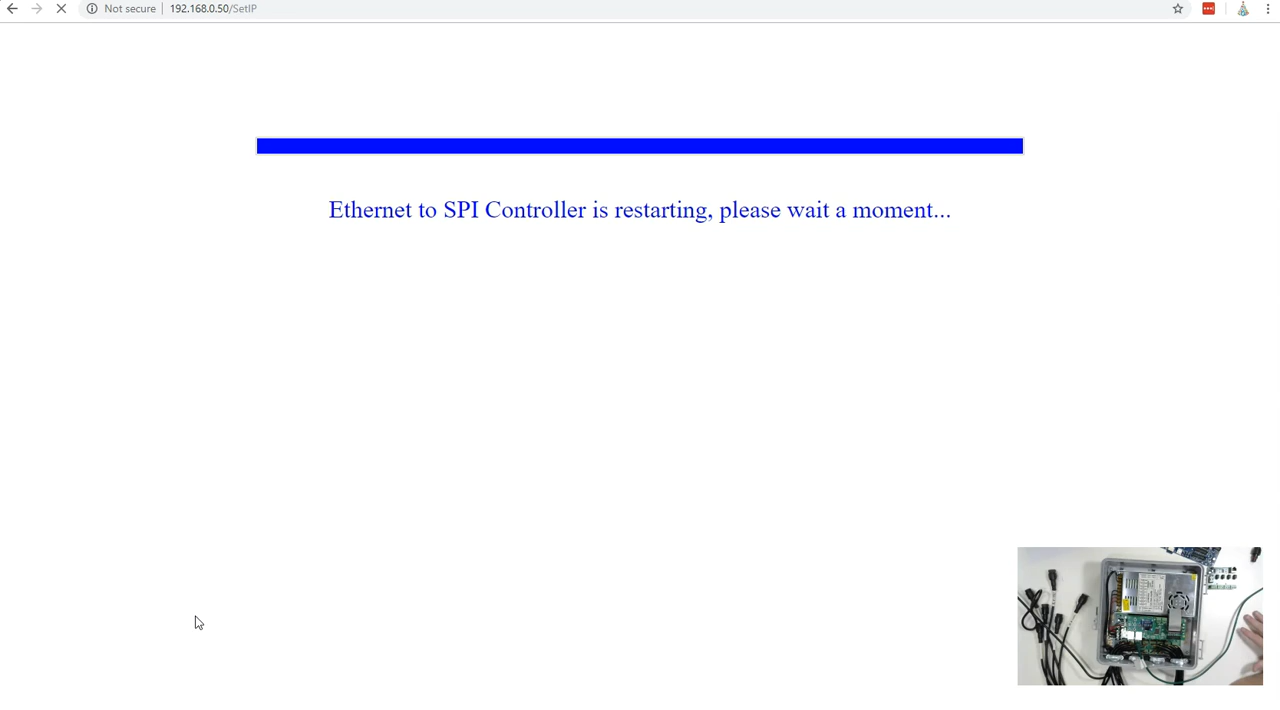 Not secure
192.168.0.50/SetIP
Ethernet to SPI Controller is restarting, please wait a moment...